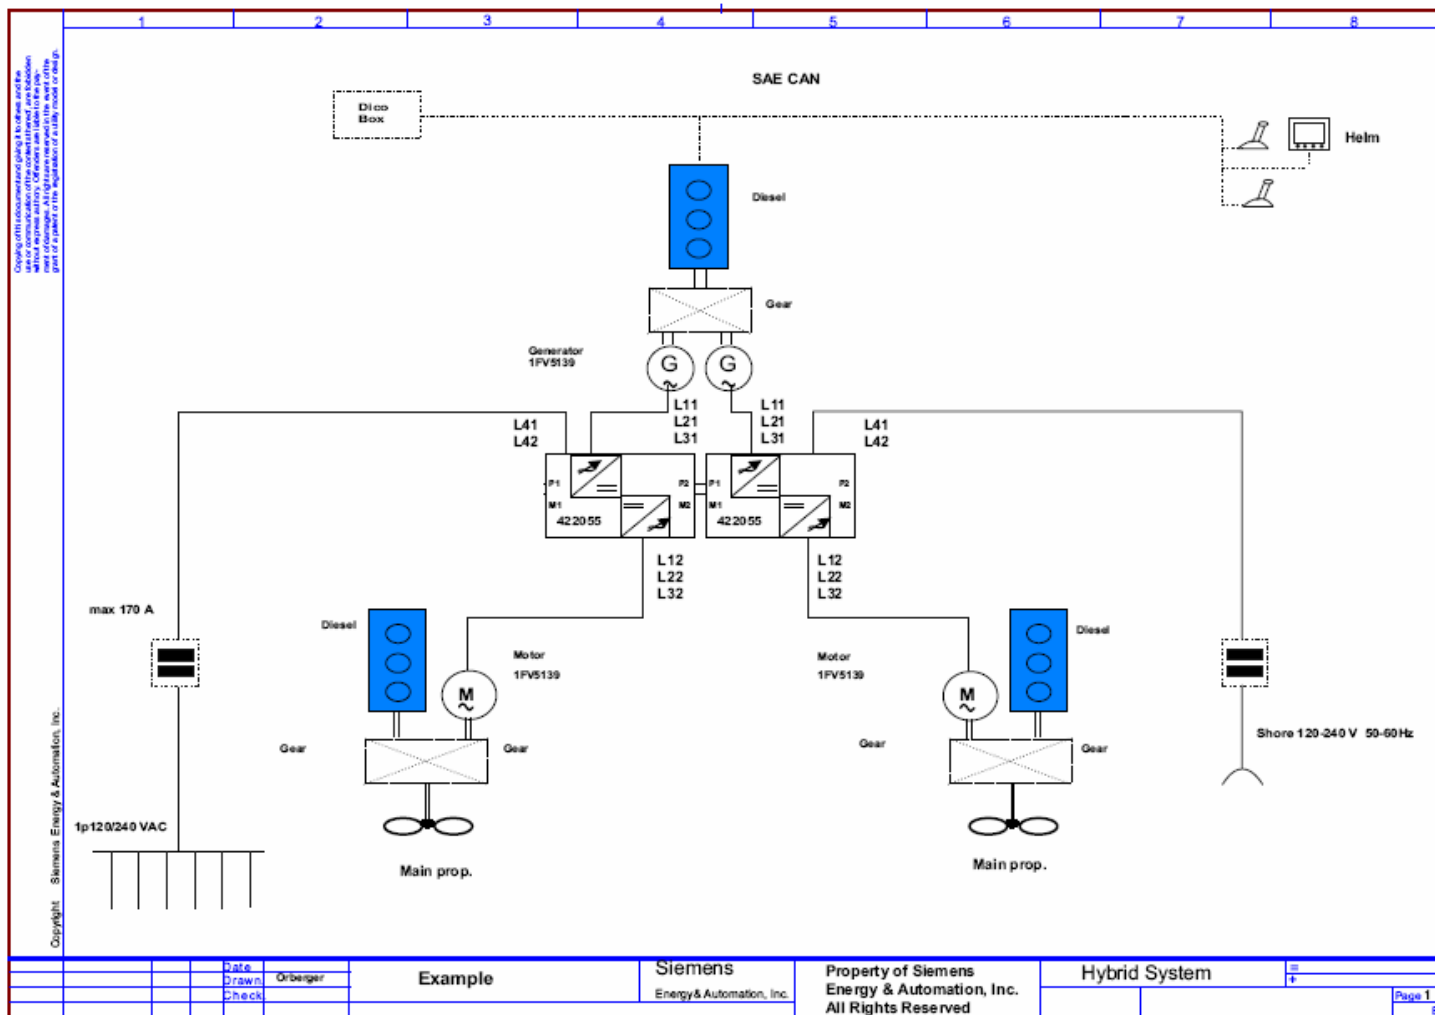 1 2 3 4 5 6 7 8
SAE CAN
Dico
Box
Helm
Diesel
Gear
Generator
1FV5139
G G
L11
L21
L31
L11
L21
L31
L41
L42
L41
L42
P1
M1
P2
M2
422055
P1
M1
P2
M2
422055
L12
L22
L32
L12
L22
L32
max 170 A
Diesel
Motor
1FV5139
M
Motor
1FV5139
M
Diesel
Gear
Gear
Gear
Gear
Shore 120-240 V 50-60Hz
1p120/240 VAC
Main prop.
Main prop.
Copyright Siemens Energy & Automation, Inc.
Date
Drawn
Orberger
Check
Example
Siemens
Energy & Automation, Inc.
Property of Siemens
Energy & Automation, Inc.
All Rights Reserved
Hybrid System
=
+
Page 1